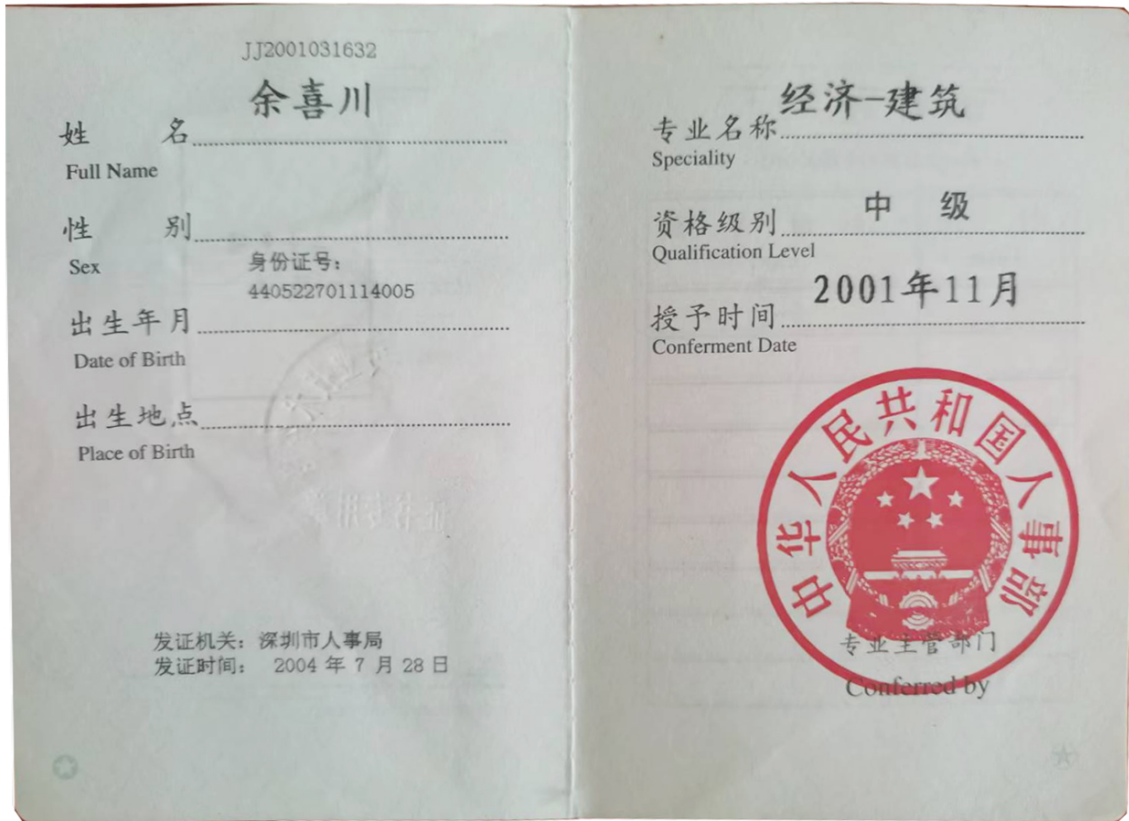 JJ2001031632
余喜川
姓 名
Full Name
性 别
Sex
身份证号:
440522701114005
出生年月
Date of Birth
出生地点
Place of Birth
发证机关: 深圳市人事局
发证时间: 2004 年 7 月 28 日
经济-建筑
专业名称
Speciality
中 级
资格级别
Qualification Level
2001年11月
授予时间
Conferment Date
中华人民共和国人事部
专业主管部门
Conferred by